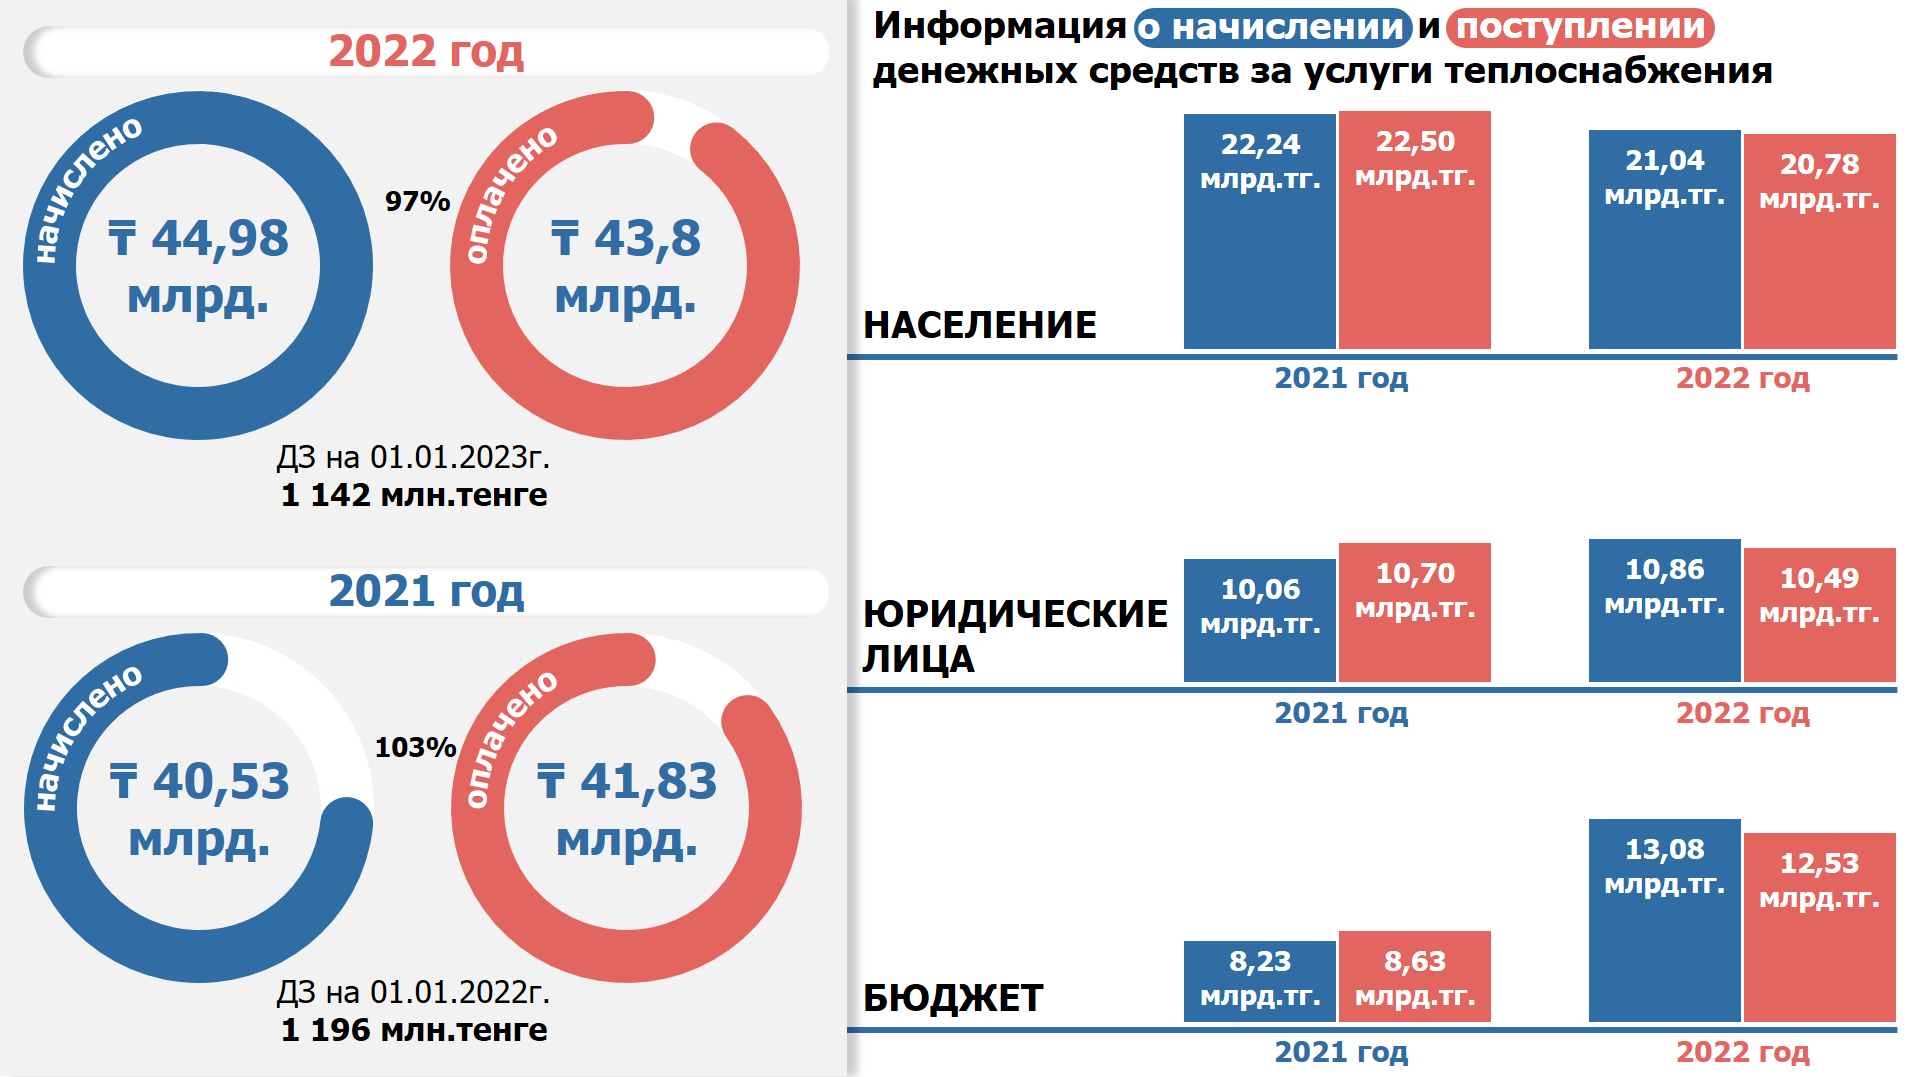 2022 год
начислено
₸ 44,98
млрд.
97%
оплачено
₸ 43,8
млрд.
ДЗ на 01.01.2023г.
1 142 млн.тенге
2021 год
начислено
₸ 40,53
млрд.
103%
оплачено
₸ 41,83
млрд.
ДЗ на 01.01.2022г.
1 196 млн.тенге
Информация о начислении и поступлении
денежных средств за услуги теплоснабжения
НАСЕЛЕНИЕ
22,24
млрд.тг.
22,50
млрд.тг.
21,04
млрд.тг.
20,78
млрд.тг.
2021 год
2022 год
ЮРИДИЧЕСКИЕ
ЛИЦА
10,06
млрд.тг.
10,70
млрд.тг.
10,86
млрд.тг.
10,49
млрд.тг.
2021 год
2022 год
БЮДЖЕТ
8,23
млрд.тг.
8,63
млрд.тг.
13,08
млрд.тг.
12,53
млрд.тг.
2021 год
2022 год